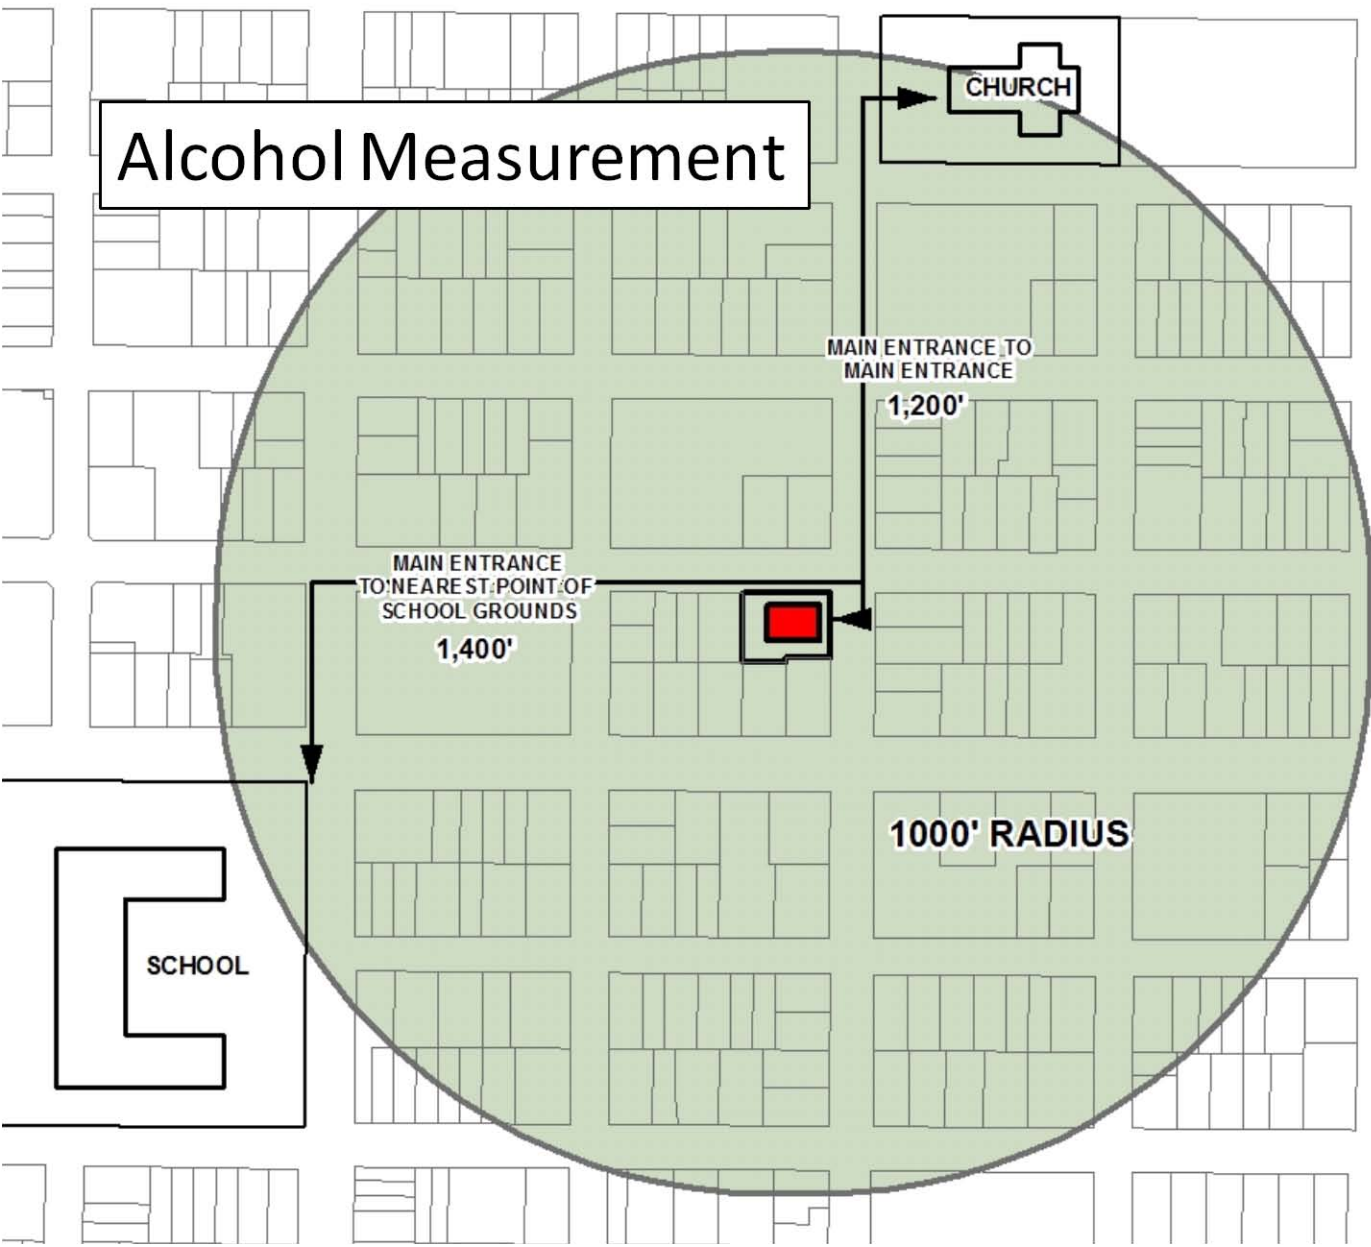 Alcohol Measurement
CHURCH
MAIN ENTRANCE TO
MAIN ENTRANCE
1,200'
MAIN ENTRANCE
TO NEAREST POINT OF
SCHOOL GROUNDS
1,400'
1000' RADIUS
SCHOOL